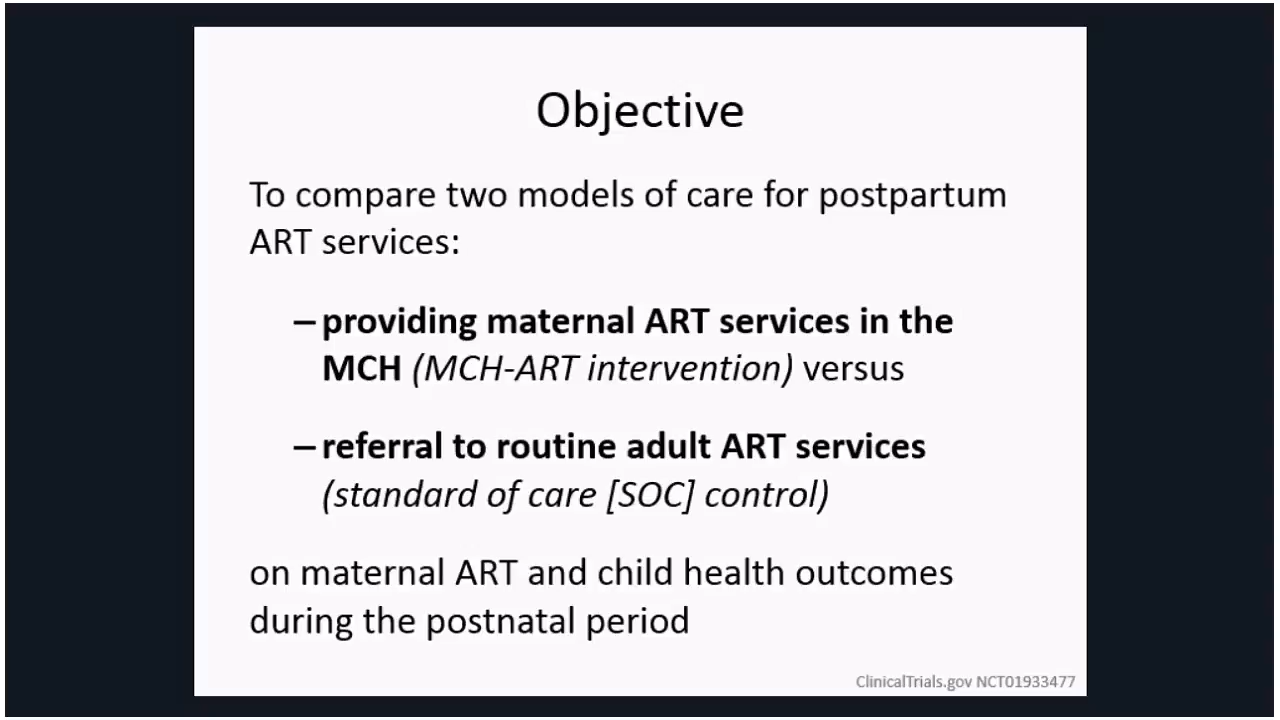 Objective
To compare two models of care for postpartum
ART services:
– providing maternal ART services in the
MCH (MCH-ART intervention) versus
– referral to routine adult ART services
(standard of care [SOC] control)
on maternal ART and child health outcomes
during the postnatal period
ClinicalTrials.gov NCT01933477